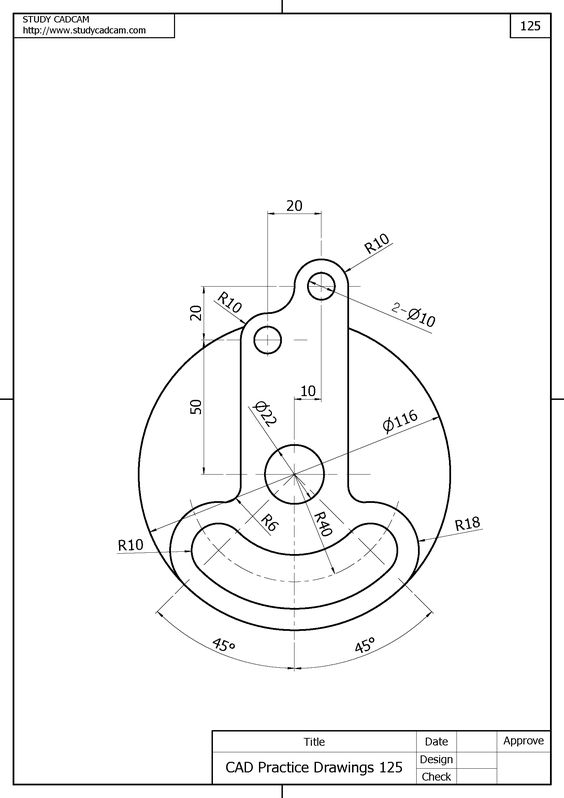 STUDY CADCAM
http://www.studycadcam.com
125
20
R10
R10
2-Ø10
20
10
50
Ø22
Ø116
R6
R40
R18
R10
45°
45°
Title
Date
Approve
CAD Practice Drawings 125
Design
Check